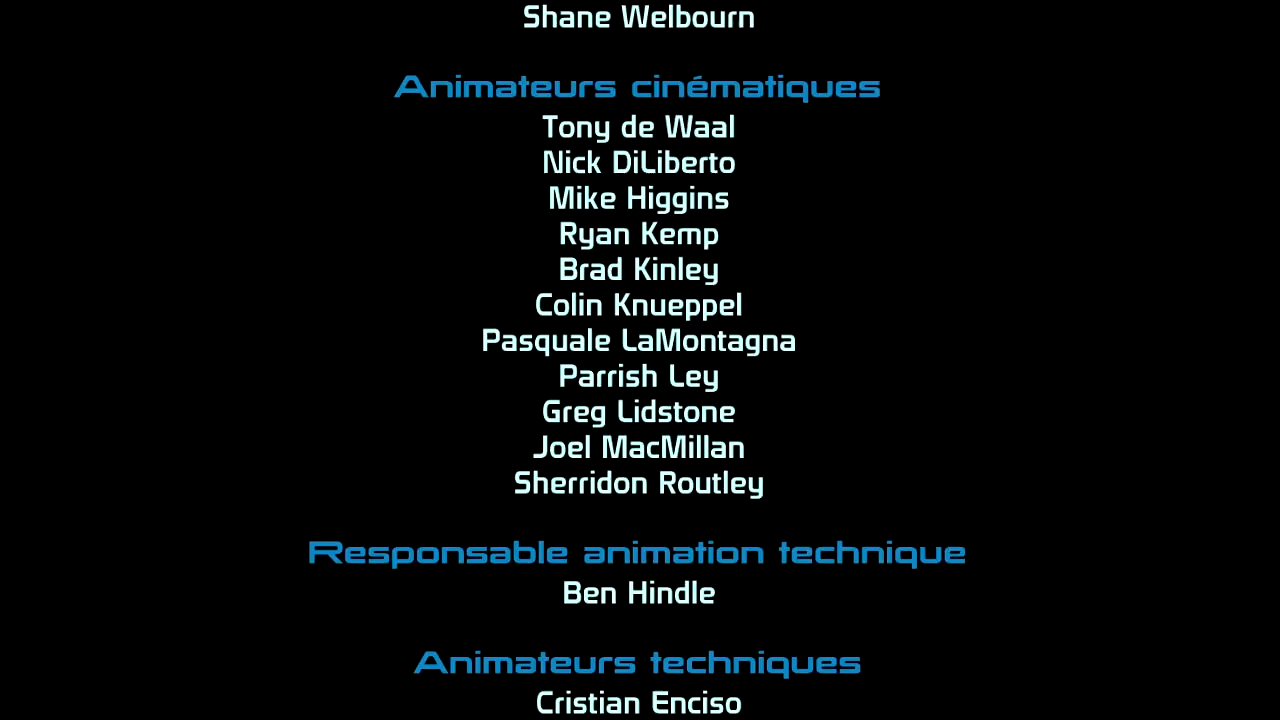 Shane Welbourn
Animateurs cinématiques
Tony de Waal
Nick DiLiberto
Mike Higgins
Ryan Kemp
Brad Kinley
Colin Knueppel
Pasquale LaMontagna
Parrish Ley
Greg Lidstone
Joel MacMillan
Sherridon Routley
Responsable animation technique
Ben Hindle
Animateurs techniques
Cristian Enciso